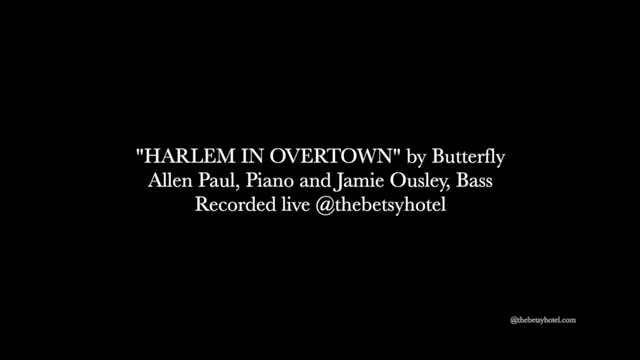 "HARLEM IN OVERTOWN" by Butterfly
Allen Paul, Piano and Jamie Ousley, Bass
Recorded live @thebetsyhotel
@thebetsyhotel.com